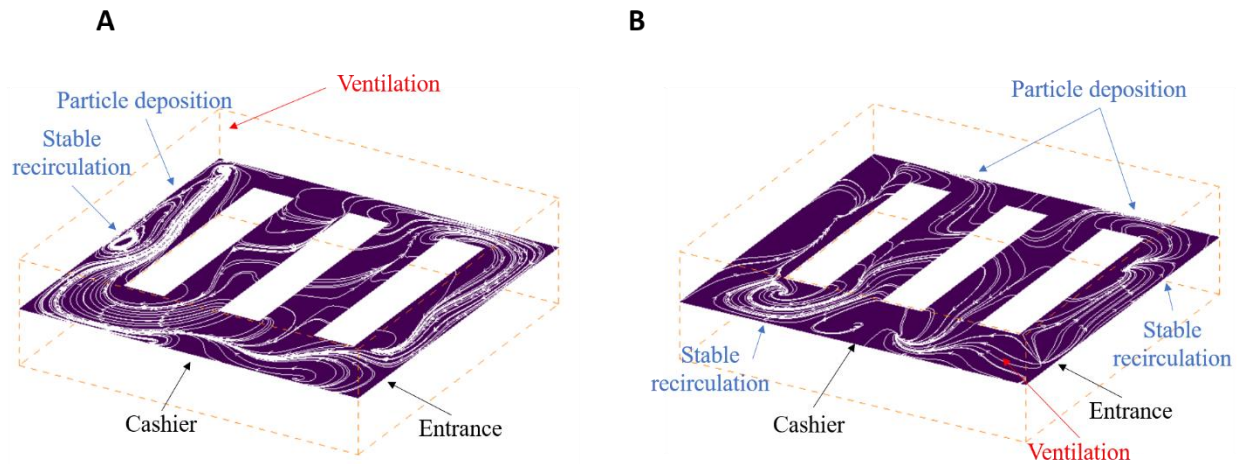 A
Ventilation
Particle deposition
Stable
recirculation
Cashier
Entrance
B
Particle deposition
Stable
recirculation
Stable
recirculation
Cashier
Entrance
Ventilation